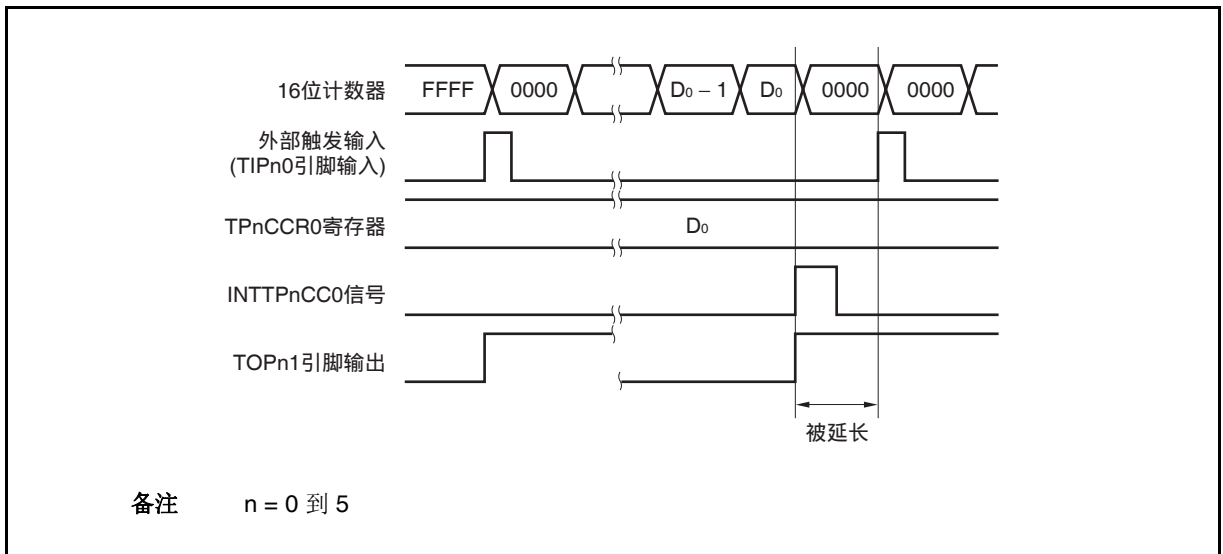 16位计数器 FFFF 0000 D₀ – 1 D₀ 0000 0000
外部触发输入
(TIPn0引脚输入)
TPnCCR0寄存器 D₀
INTTPnCC0信号
TOPn1引脚输出
被延长
备注 n = 0 到 5